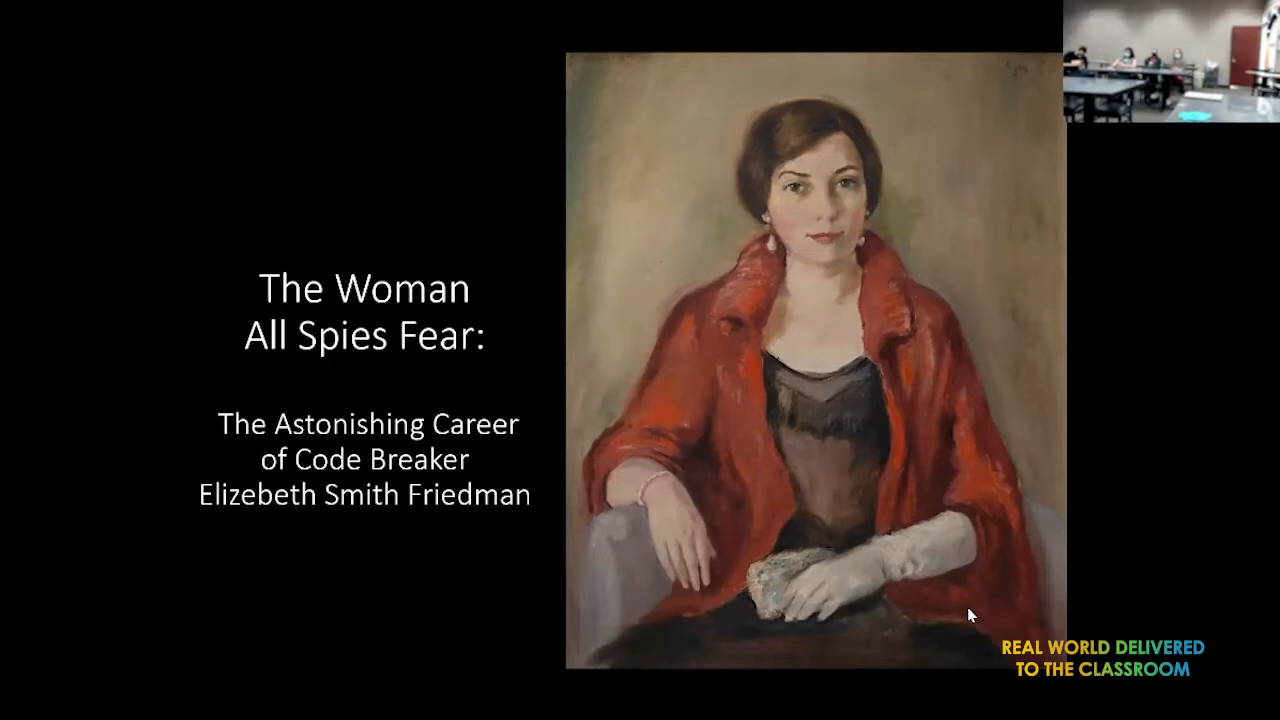 The Woman
All Spies Fear:
The Astonishing Career
of Code Breaker
Elizebeth Smith Friedman
REAL WORLD DELIVERED
TO THE CLASSROOM